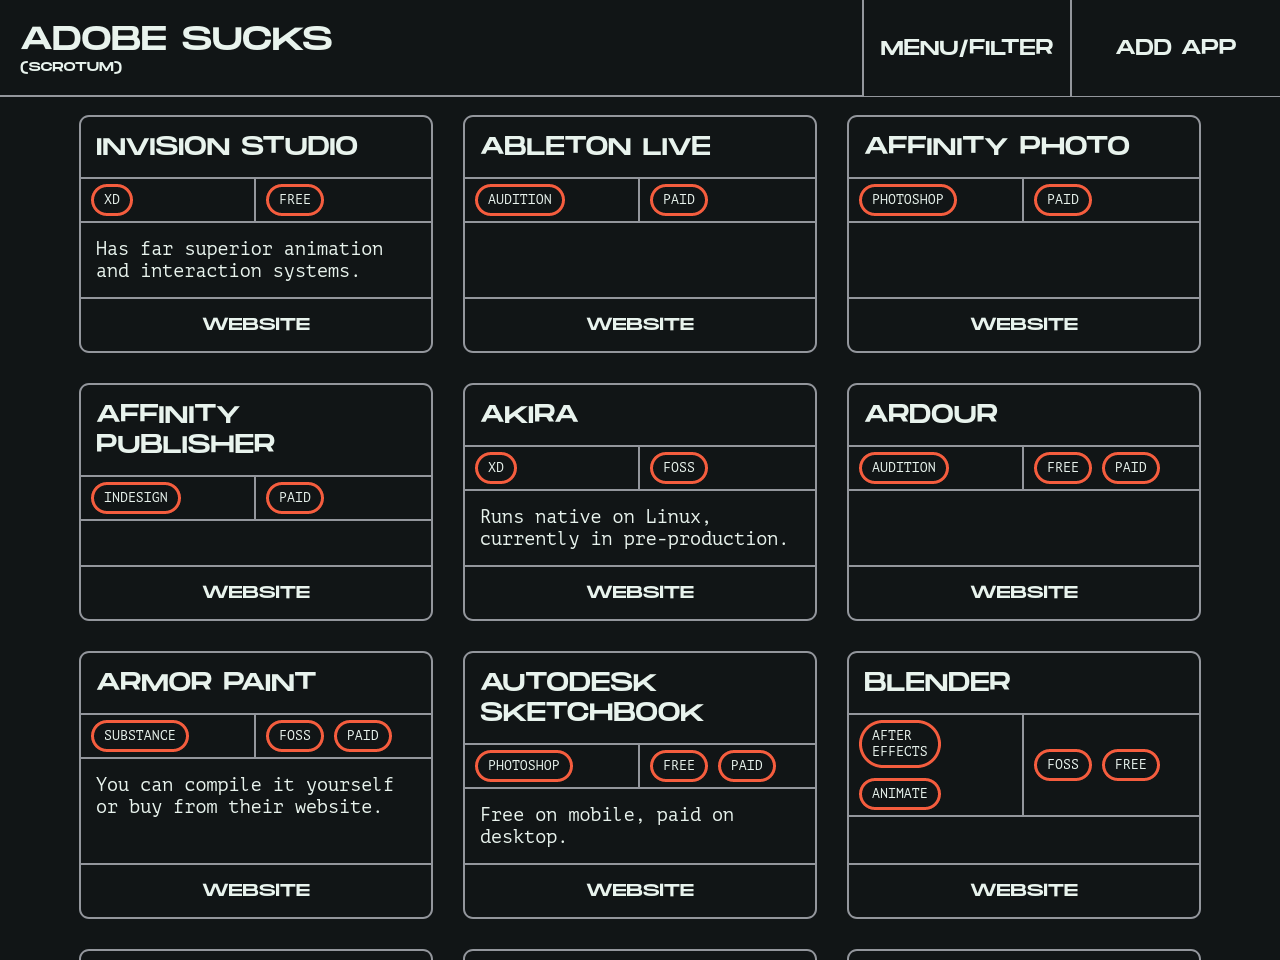 ADOBE SUCKS
(SCROTUM)
MENU/FILTER
ADD APP
INVISION STUDIO
XD
FREE
Has far superior animation
and interaction systems.
WEBSITE
ABLETON LIVE
AUDITION
PAID
WEBSITE
AFFINITY PHOTO
PHOTOSHOP
PAID
WEBSITE
AFFINITY
PUBLISHER
INDESIGN
PAID
WEBSITE
AKIRA
XD
FOSS
Runs native on Linux,
currently in pre-production.
WEBSITE
ARDOUR
AUDITION
FREE
PAID
WEBSITE
ARMOR PAINT
SUBSTANCE
FOSS
PAID
You can compile it yourself
or buy from their website.
WEBSITE
AUTODESK
SKETCHBOOK
PHOTOSHOP
FREE
PAID
Free on mobile, paid on
desktop.
WEBSITE
BLENDER
AFTER
EFFECTS
ANIMATE
FOSS
FREE
WEBSITE